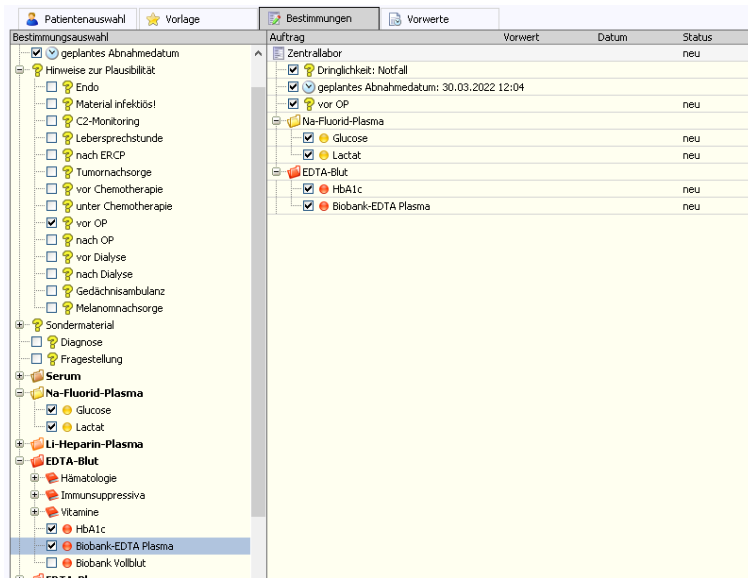 Patientenauswahl
Vorlage
Bestimmungen
Vorwerte
Bestimmungsauswahl
geplantes Abnahmedatum
Hinweise zur Plausibilität
Endo
Material infektiös!
C2-Monitoring
Lebersprechstunde
nach ERCP
Tumornachsorge
vor Chemotherapie
unter Chemotherapie
vor OP
nach OP
vor Dialyse
nach Dialyse
Gedächnisambulanz
Melanomnachsorge
Sondermaterial
Diagnose
Fragestellung
Serum
Na-Fluorid-Plasma
Glucose
Lactat
Li-Heparin-Plasma
EDTA-Blut
Hämatologie
Immunsuppressiva
Vitamine
HbA1c
Biobank-EDTA Plasma
Biobank Vollblut
Auftrag Vorwert Datum Status
Zentrallabor neu
Dringlichkeit: Notfall
geplantes Abnahmedatum: 30.03.2022 12:04
vor OP neu
Na-Fluorid-Plasma
Glucose neu
Lactat neu
EDTA-Blut
HbA1c neu
Biobank-EDTA Plasma neu